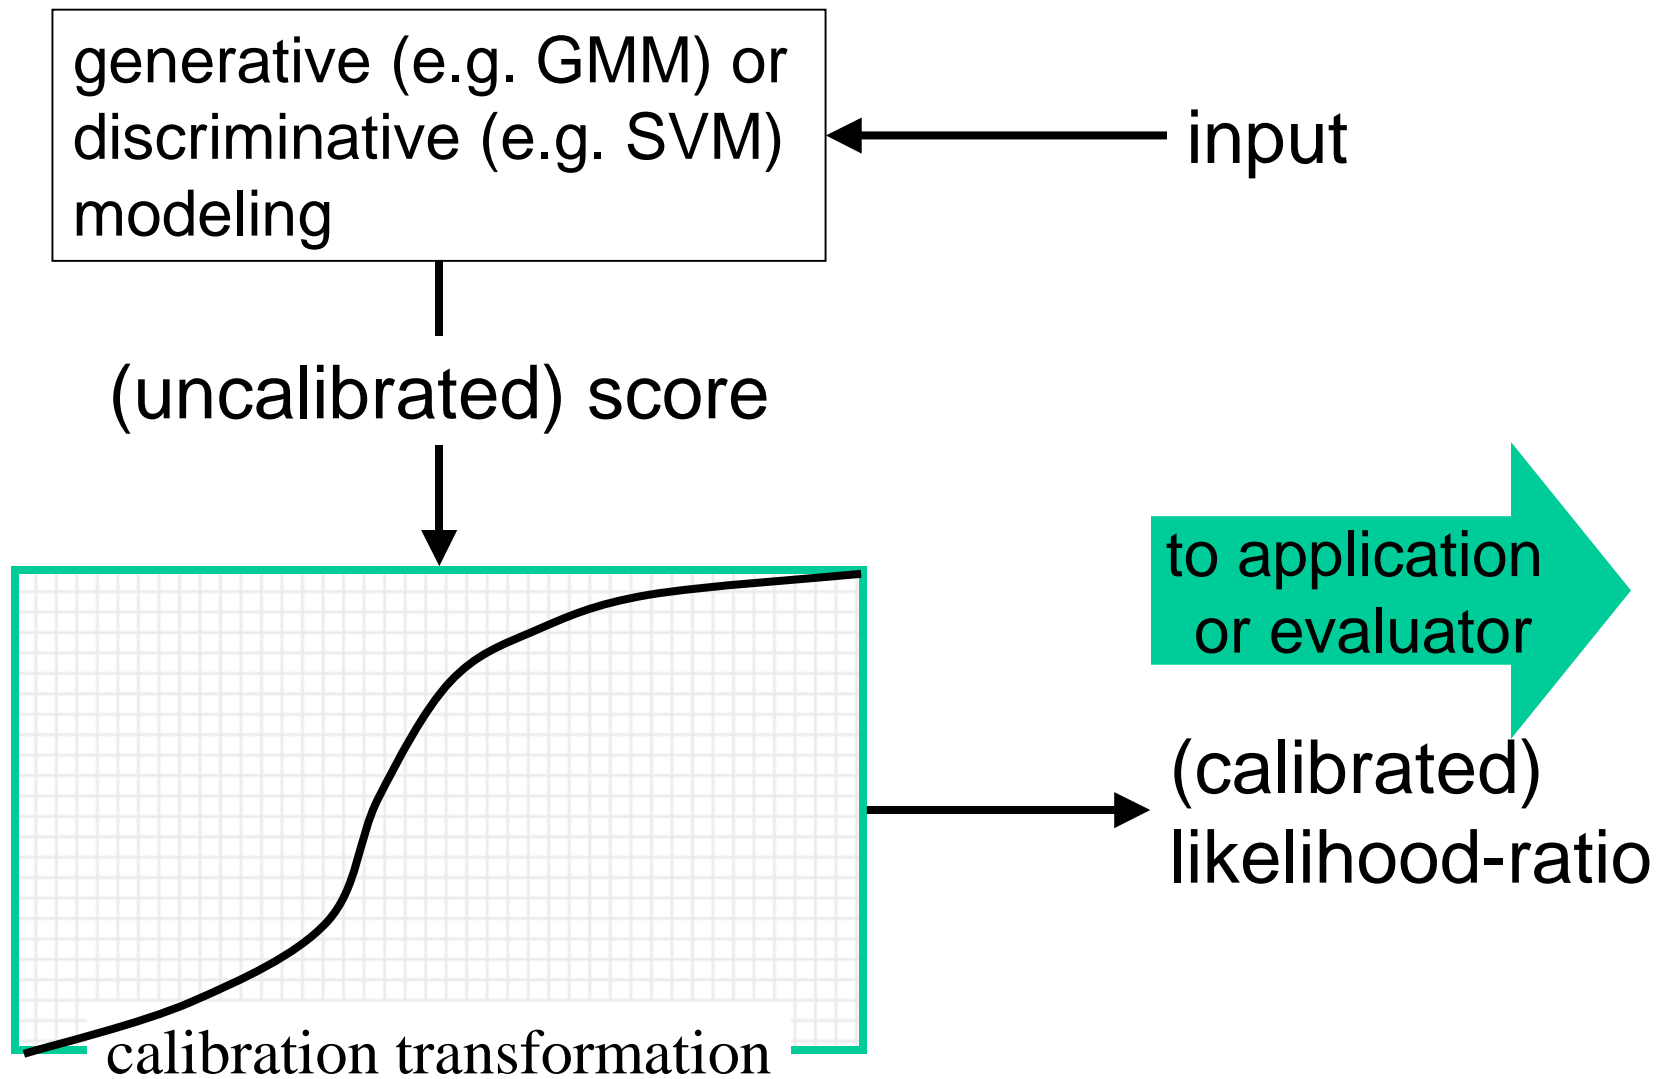 generative (e.g. GMM) or
discriminative (e.g. SVM)
modeling
input
(uncalibrated) score
to application
or evaluator
(calibrated)
likelihood-ratio
calibration transformation